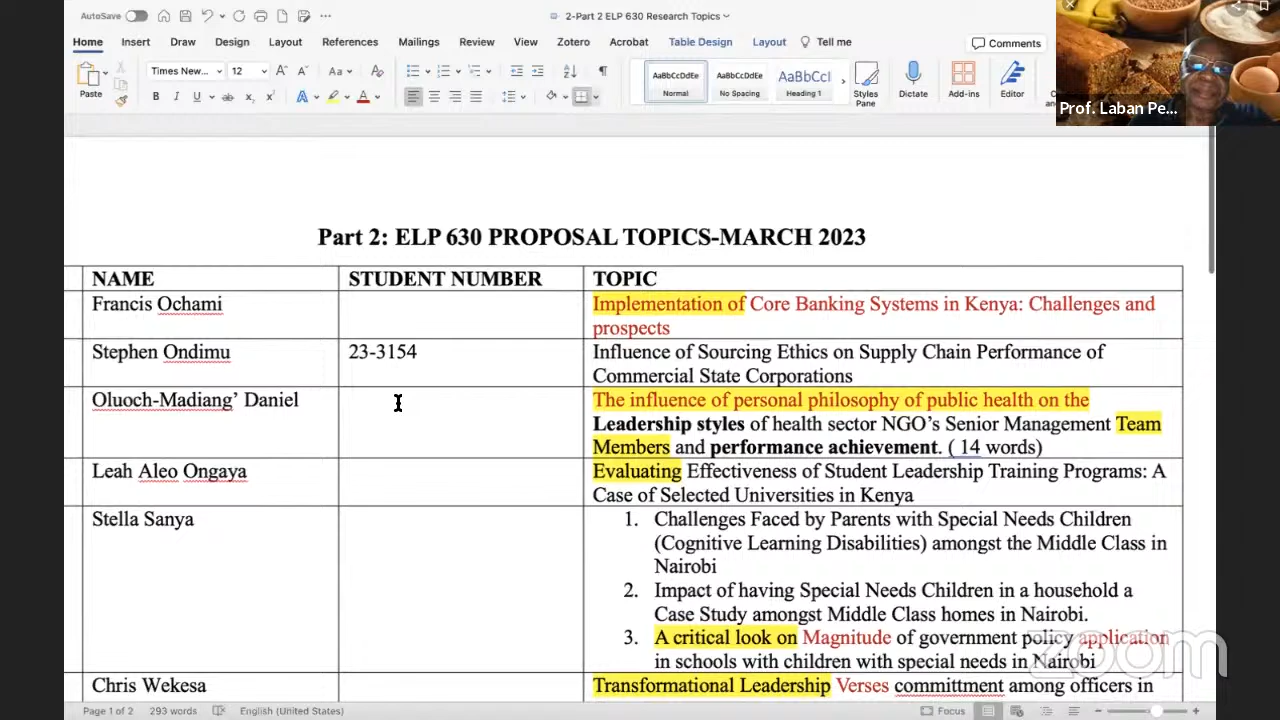 AutoSave
2-Part 2 ELP 630 Research Topics
Home Insert Draw Design Layout References Mailings Review View Zotero Acrobat Table Design Layout Tell me
Comments
Paste
Times New... 12
AaBbCcDdEe
Normal
AaBbCcDdEe
No Spacing
AaBbCcI
Heading 1
Styles
Pane
Dictate
Add-ins
Editor
Prof. Laban Pe...
Part 2: ELP 630 PROPOSAL TOPICS-MARCH 2023
NAME STUDENT NUMBER TOPIC
Francis Ochami Implementation of Core Banking Systems in Kenya: Challenges and
prospects
Stephen Ondimu 23-3154 Influence of Sourcing Ethics on Supply Chain Performance of
Commercial State Corporations
Oluoch-Madiang' Daniel The influence of personal philosophy of public health on the
Leadership styles of health sector NGO's Senior Management Team
Members and performance achievement. ( 14 words)
Leah Aleo Ongaya Evaluating Effectiveness of Student Leadership Training Programs: A
Case of Selected Universities in Kenya
Stella Sanya 1. Challenges Faced by Parents with Special Needs Children
(Cognitive Learning Disabilities) amongst the Middle Class in
Nairobi
2. Impact of having Special Needs Children in a household a
Case Study amongst Middle Class homes in Nairobi.
3. A critical look on Magnitude of government policy application
in schools with children with special needs in Nairobi
Chris Wekesa Transformational Leadership Verses committment among officers in
zoom
Page 1 of 2 293 words English (United States) Focus